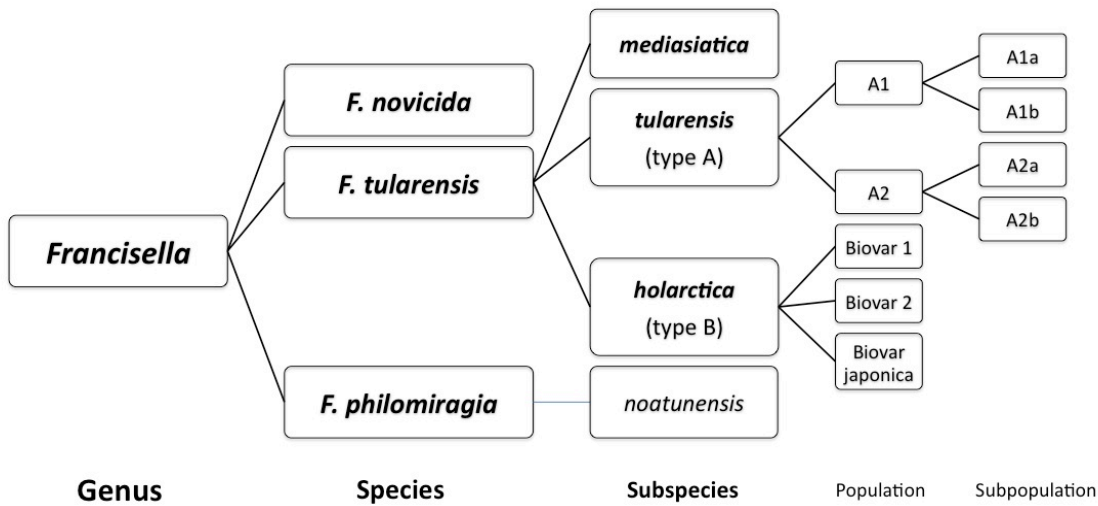 Francisella
F. novicida
F. tularensis
F. philomiragia
mediasiatica
tularensis
(type A)
holarctica
(type B)
noatunensis
A1
A2
Biovar 1
Biovar 2
Biovar
japonica
A1a
A1b
A2a
A2b
Genus
Species
Subspecies
Population
Subpopulation